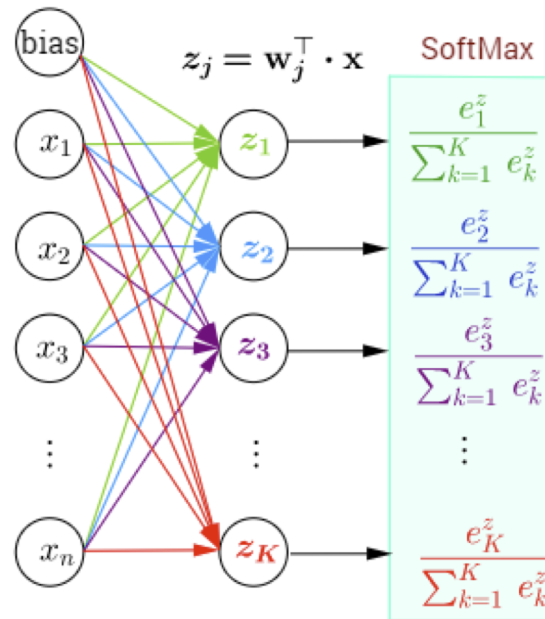 bias
z_j = w_j^⊤ · x
SoftMax
x_1
z_1
e_1^z / ∑_{k=1}^K e_k^z
x_2
z_2
e_2^z / ∑_{k=1}^K e_k^z
x_3
z_3
e_3^z / ∑_{k=1}^K e_k^z
⋮ ⋮ ⋮
x_n
z_K
e_K^z / ∑_{k=1}^K e_k^z